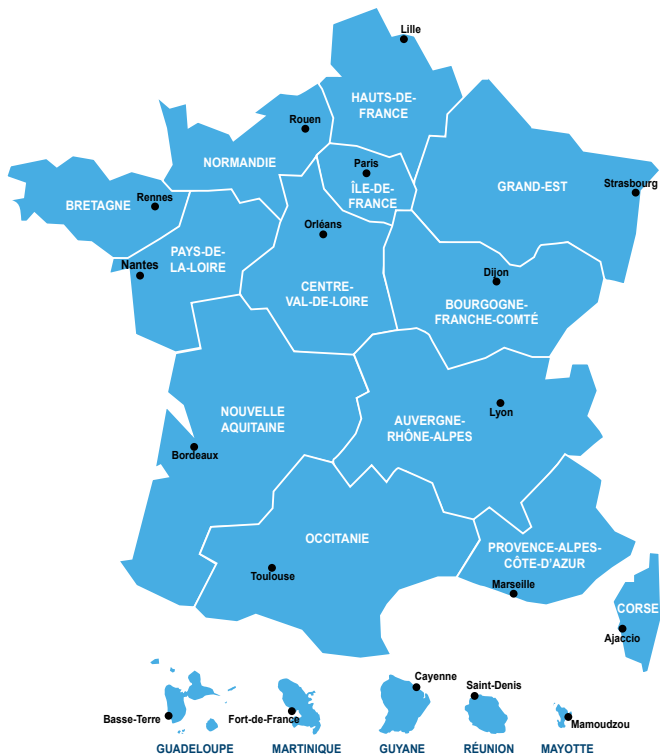 Lille
HAUTS-DE-
FRANCE
Rouen
NORMANDIE
Paris
ÎLE-DE-
FRANCE
GRAND-EST
Strasbourg
BRETAGNE
Rennes
Orléans
PAYS-DE-
LA-LOIRE
Nantes
CENTRE-
VAL-DE-LOIRE
Dijon
BOURGOGNE-
FRANCHE-COMTÉ
NOUVELLE
AQUITAINE
Lyon
AUVERGNE-
RHÔNE-ALPES
Bordeaux
OCCITANIE
PROVENCE-ALPES-
CÔTE-D'AZUR
Toulouse
Marseille
CORSE
Ajaccio
Cayenne
Saint-Denis
Basse-Terre
Fort-de-France
Mamoudzou
GUADELOUPE
MARTINIQUE
GUYANE
RÉUNION
MAYOTTE